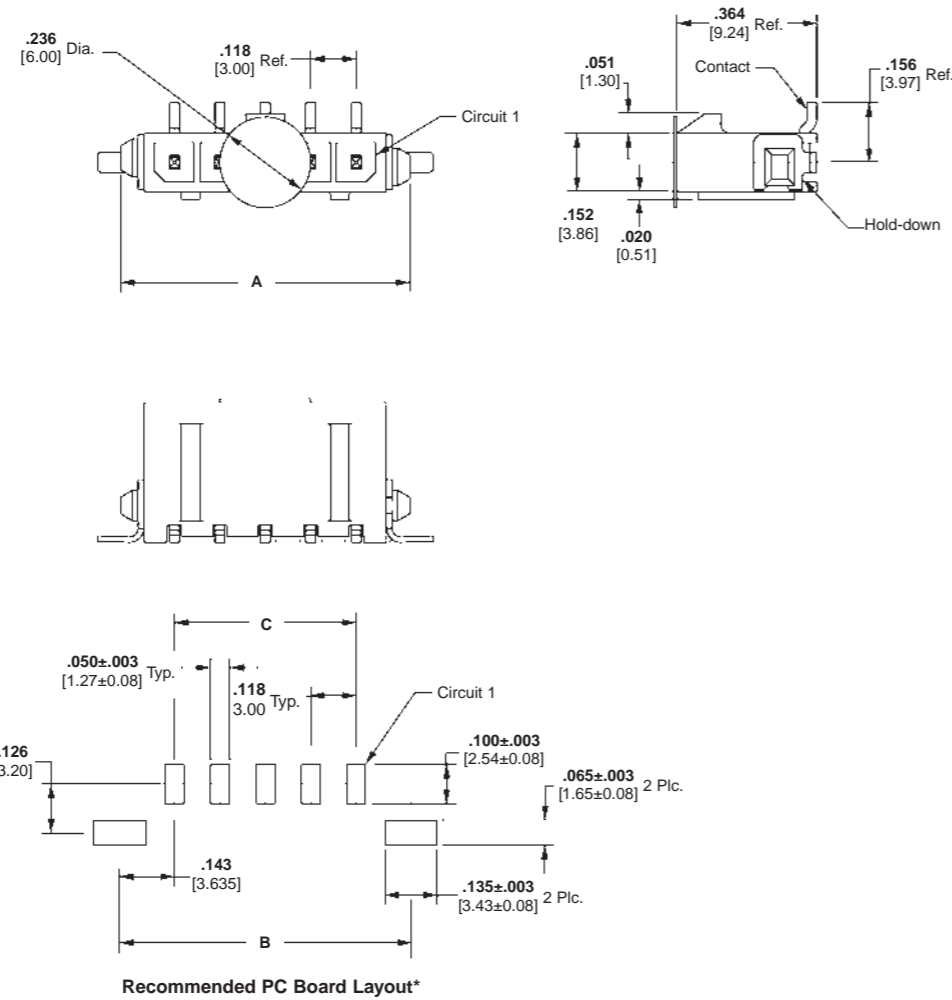 .236
[6.00] Dia.
.118
[3.00] Ref.
Circuit 1
A
.364
[9.24] Ref.
.051
[1.30]
Contact
.156
[3.97] Ref.
.152
[3.86]
.020
[0.51]
Hold-down
C
.050±.003
[1.27±0.08] Typ.
.118
3.00 Typ.
Circuit 1
.126
3.20]
.100±.003
[2.54±0.08]
.065±.003
[1.65±0.08] 2 Plc.
.143
[3.635]
.135±.003
[3.43±0.08] 2 Plc.
B
Recommended PC Board Layout*